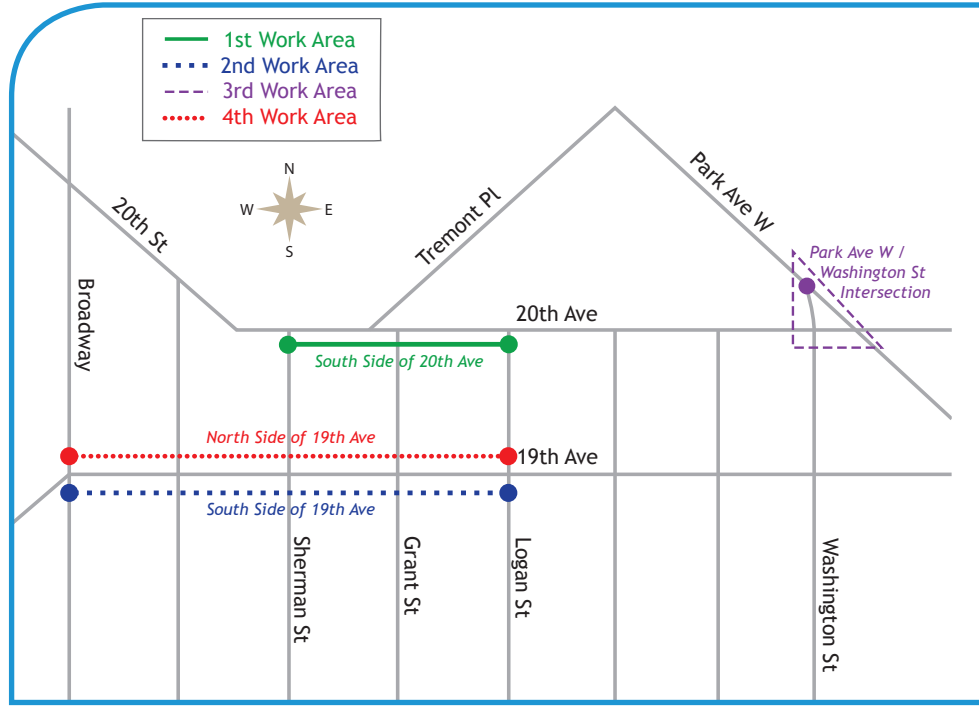 1st Work Area
2nd Work Area
3rd Work Area
4th Work Area
N
W
E
S
20th St
Broadway
Tremont Pl
Park Ave W
Park Ave W /
Washington St
Intersection
20th Ave
South Side of 20th Ave
North Side of 19th Ave
19th Ave
South Side of 19th Ave
Sherman St
Grant St
Logan St
Washington St